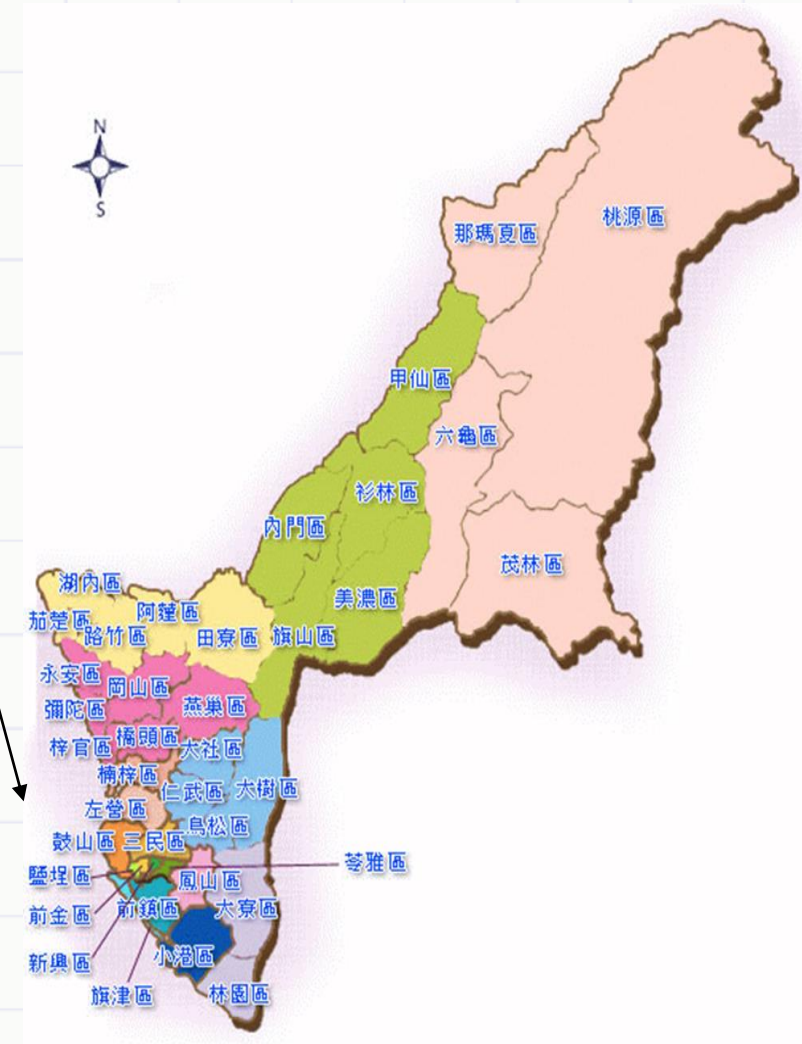 N
S
桃源區
那瑪夏區
甲仙區
六龜區
衫林區
內門區
茂林區
湖內區
美濃區
阿蓮區
茄楚區
路竹區
田寮區
旗山區
永安區
岡山區
彌陀區
燕巢區
梓官區
橋頭區
大社區
楠梓區
仁武區
大樹區
左營區
鳥松區
鼓山區
三民區
苓雅區
鹽埕區
鳳山區
前金區
前鎮區
大寮區
小港區
新興區
旗津區
林園區